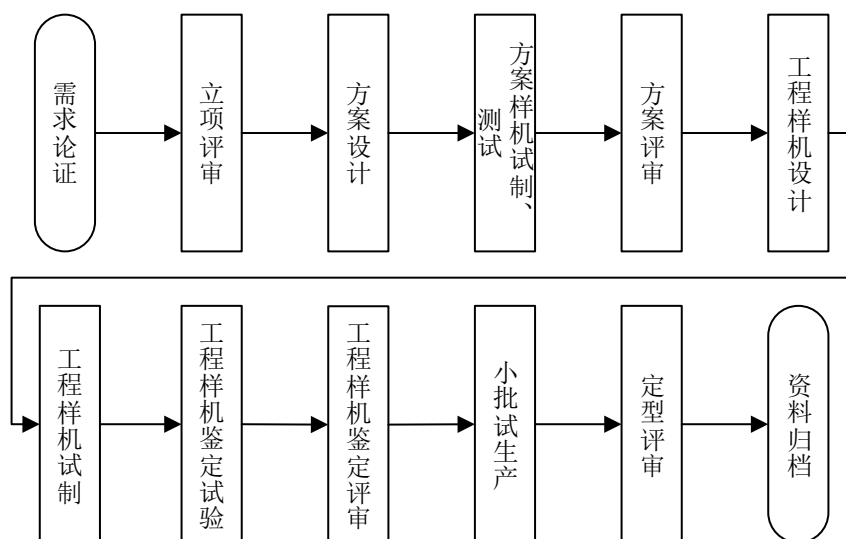 需求论证
立项评审
方案设计
方案样机试制、
测试
方案评审
工程样机设计
工程样机试制
工程样机鉴定试验
工程样机鉴定评审
小批试生产
定型评审
资料归档